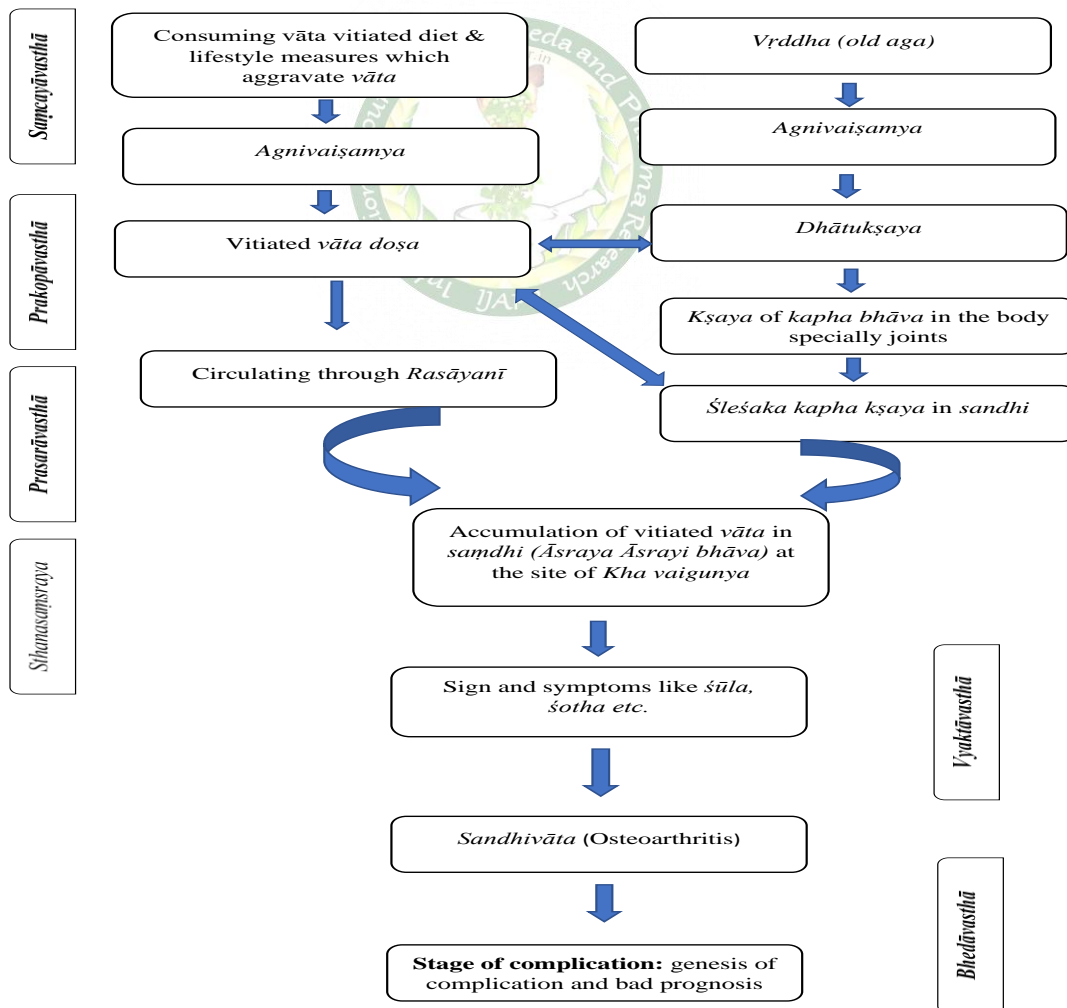 Saṃcayāvasthā
Consuming vāta vitiated diet &
lifestyle measures which
aggravate vāta
Vṛddha (old aga)
Agnivaiṣamya
Agnivaiṣamya
Prakopāvasthā
Vitiated vāta doṣa
Dhātukṣaya
Kṣaya of kapha bhāva in the body
specially joints
Prasarāvasthā
Circulating through Rasāyanī
Śleśaka kapha kṣaya in sandhi
Sthanasaṃsraya
Accumulation of vitiated vāta in
saṃdhi (Āsraya Āsrayi bhāva) at
the site of Kha vaigunya
Sign and symptoms like śūla,
śotha etc.
Vyaktāvasthā
Sandhivāta (Osteoarthritis)
Bhedāvasthā
Stage of complication: genesis of
complication and bad prognosis